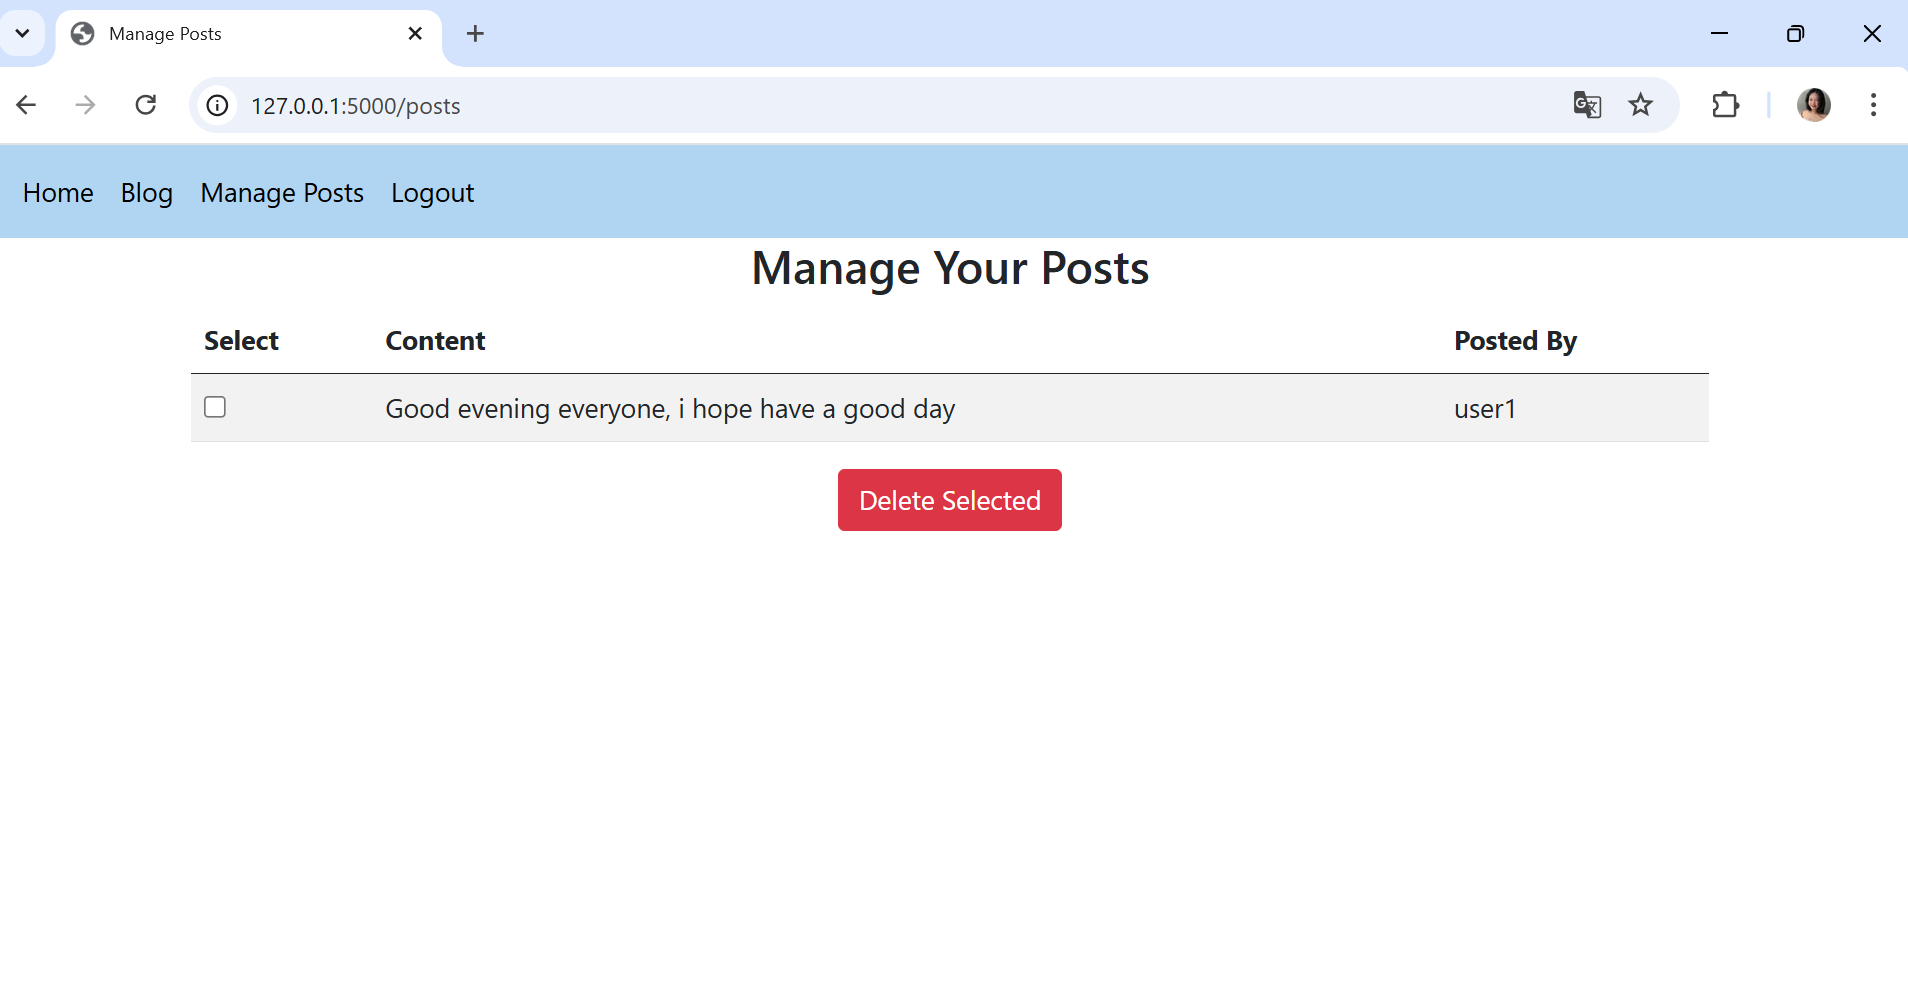 Manage Posts
127.0.0.1:5000/posts
Home Blog Manage Posts Logout
Manage Your Posts
Select Content Posted By
Good evening everyone, i hope have a good day user1
Delete Selected